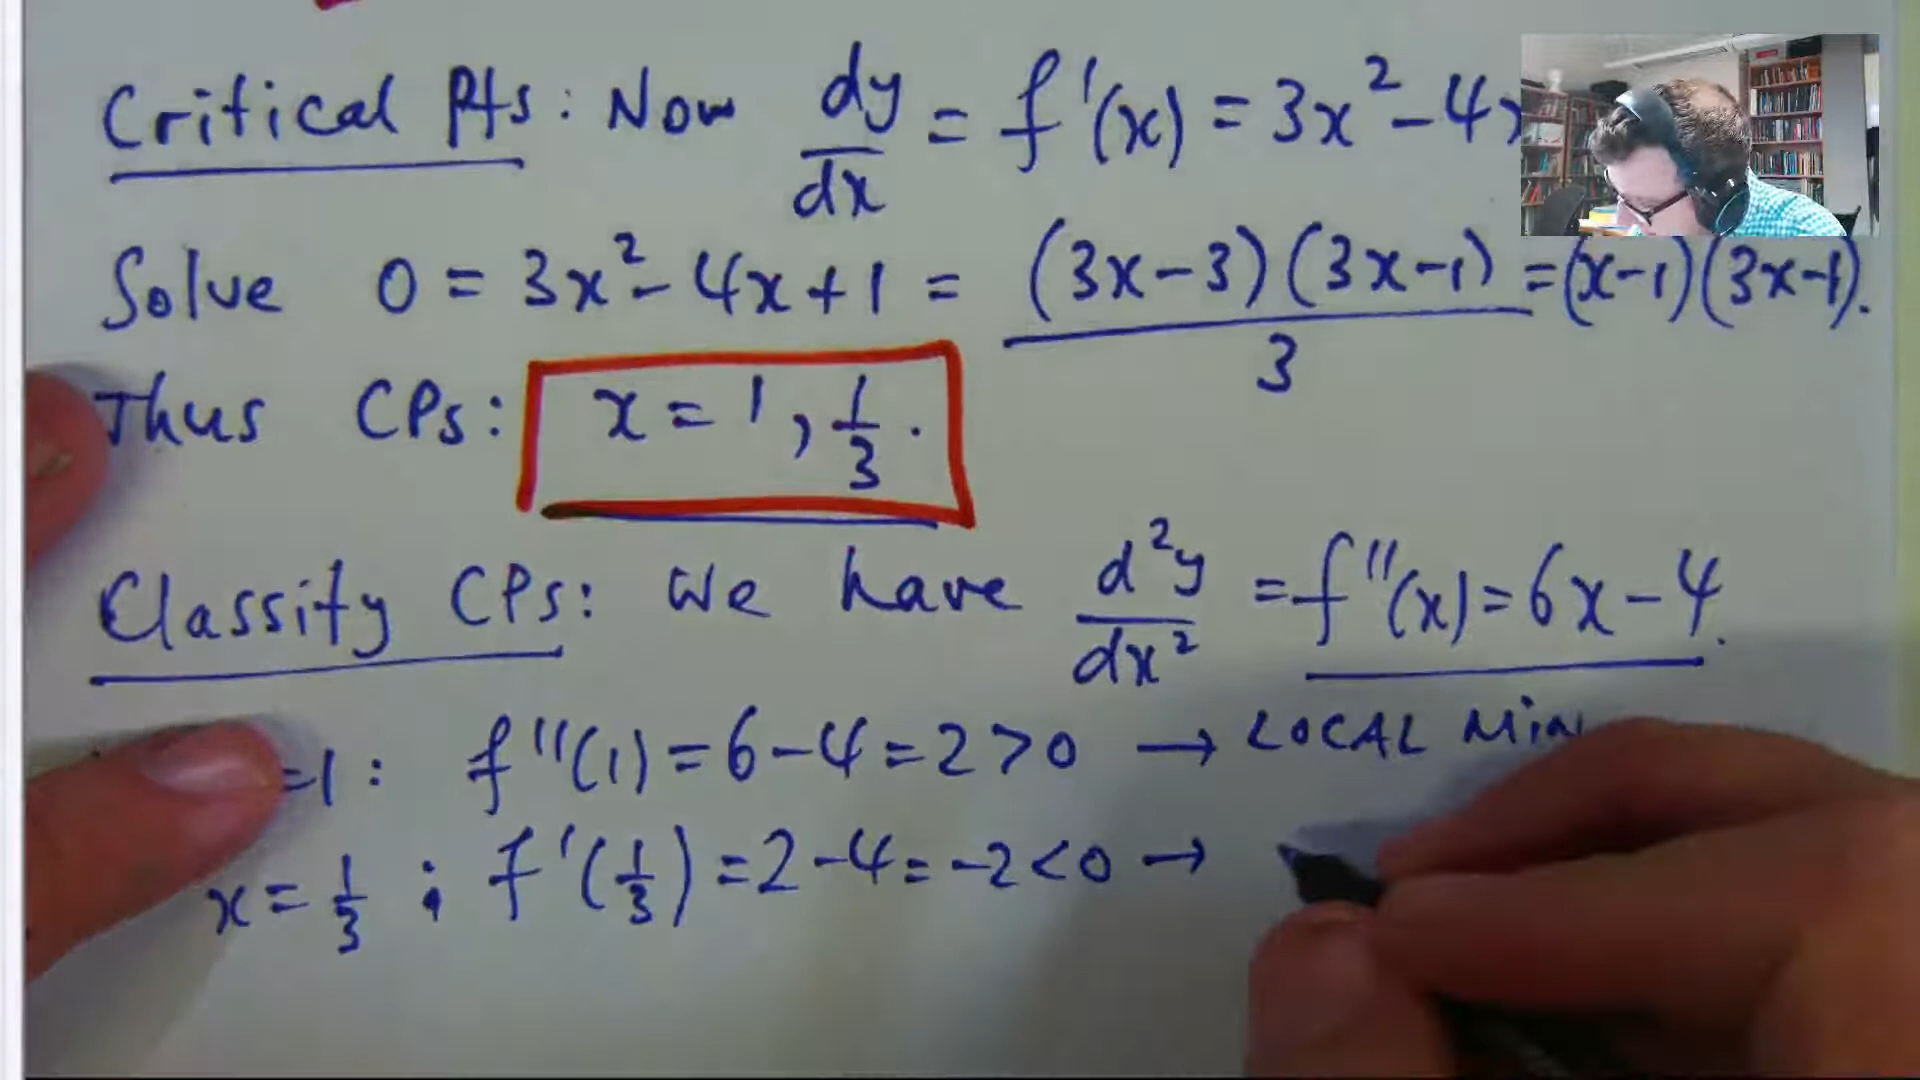 Critical Pts: Now dy/dx = f'(x) = 3x² - 4x
Solve 0 = 3x² - 4x + 1 = (3x-3)(3x-1)/3 = (x-1)(3x-1).
Thus CPs: x = 1, 1/3.
Classify CPs: We have d²y/dx² = f''(x) = 6x - 4.
=1: f''(1) = 6 - 4 = 2 > 0 → LOCAL MIN
x = 1/3 : f'(1/3) = 2 - 4 = -2 < 0 →